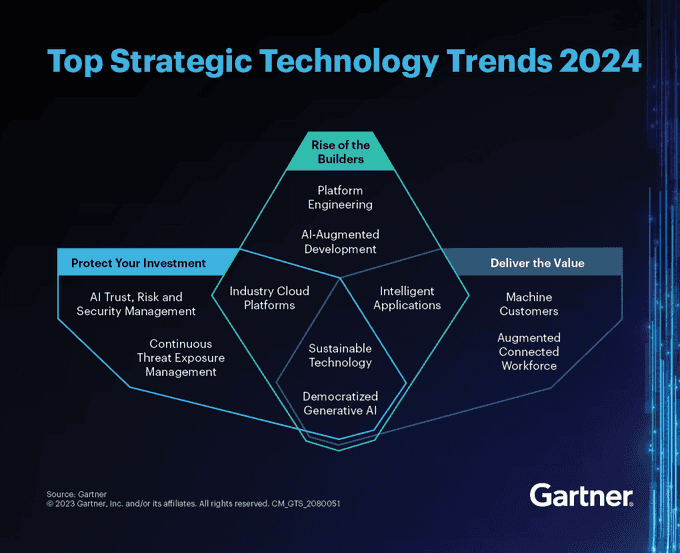 Top Strategic Technology Trends 2024
Rise of the
Builders
Platform
Engineering
AI-Augmented
Development
Protect Your Investment
Deliver the Value
AI Trust, Risk and
Security Management
Continuous
Threat Exposure
Management
Industry Cloud
Platforms
Intelligent
Applications
Machine
Customers
Augmented
Connected
Workforce
Sustainable
Technology
Democratized
Generative AI
Source: Gartner
© 2023 Gartner, Inc. and/or its affiliates. All rights reserved. CM_GTS_2080051
Gartner®